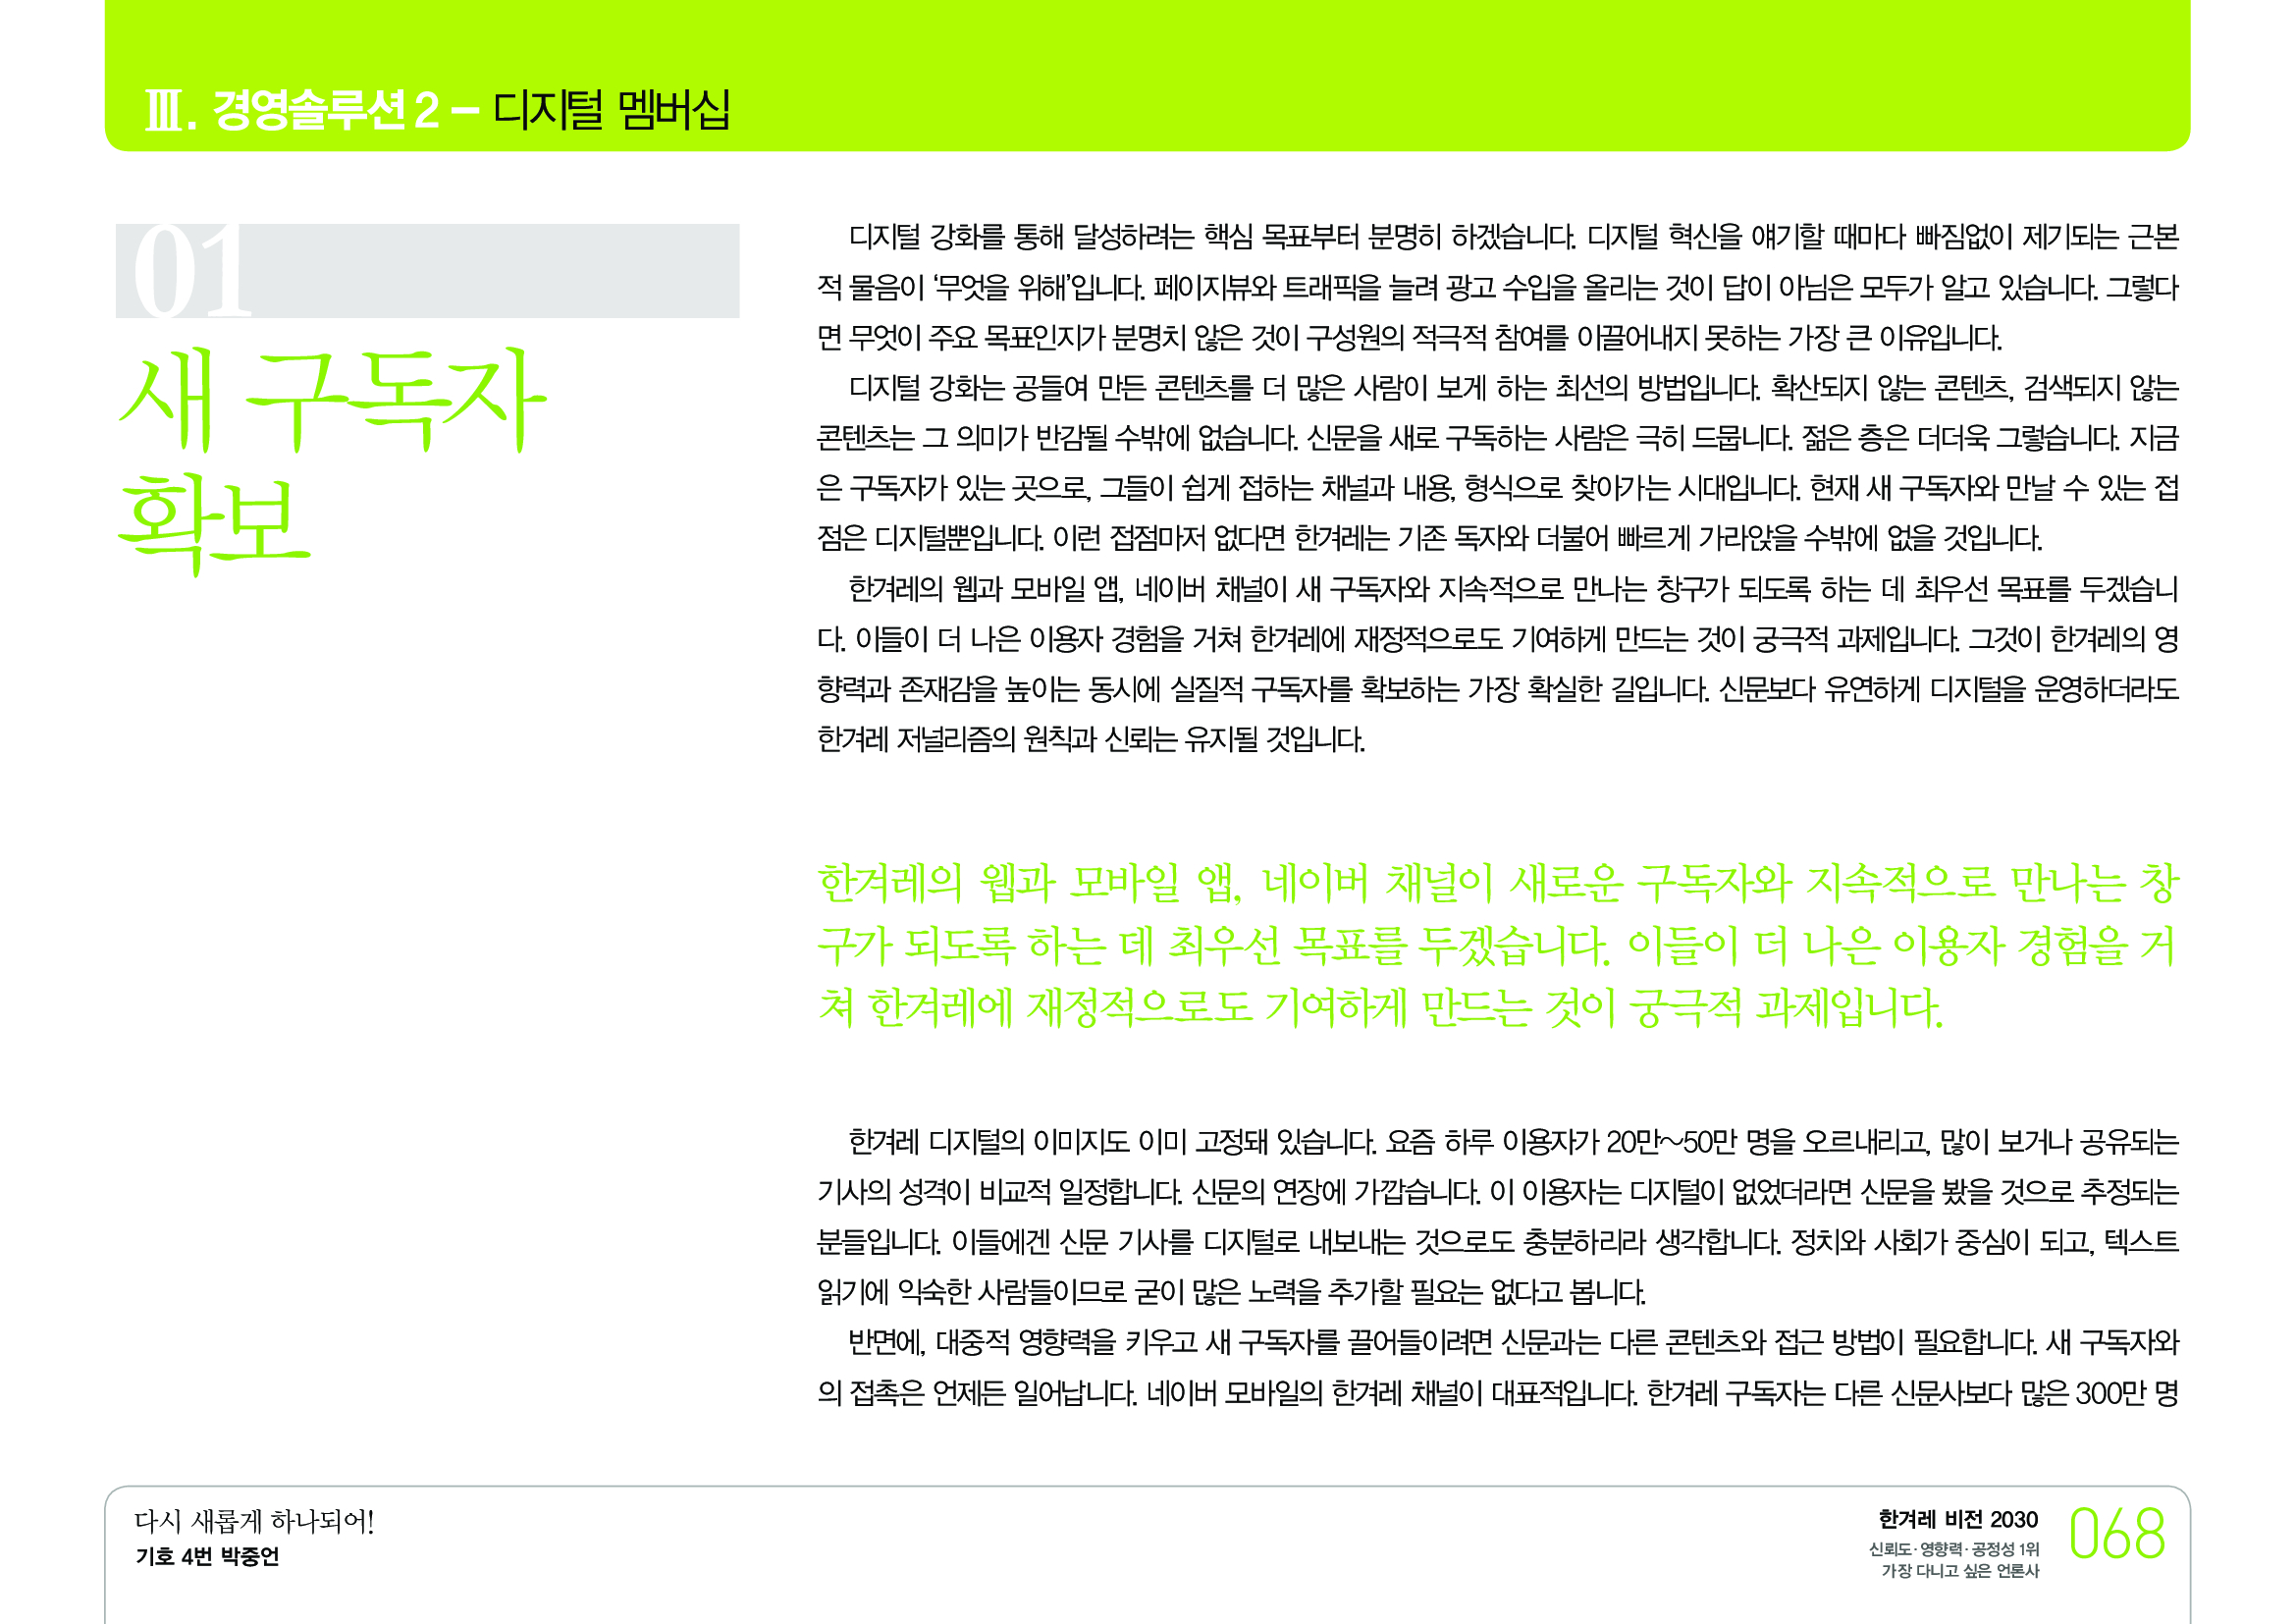 Ⅲ. 경영솔루션 2 – 디지털 멤버십
01
새 구독자
확보
디지털 강화를 통해 달성하려는 핵심 목표부터 분명히 하겠습니다. 디지털 혁신을 얘기할 때마다 빠짐없이 제기되는 근본
적 물음이 ‘무엇을 위해’입니다. 페이지뷰와 트래픽을 늘려 광고 수입을 올리는 것이 답이 아님은 모두가 알고 있습니다. 그렇다
면 무엇이 주요 목표인지가 분명치 않은 것이 구성원의 적극적 참여를 이끌어내지 못하는 가장 큰 이유입니다.
디지털 강화는 공들여 만든 콘텐츠를 더 많은 사람이 보게 하는 최선의 방법입니다. 확산되지 않는 콘텐츠, 검색되지 않는
콘텐츠는 그 의미가 반감될 수밖에 없습니다. 신문을 새로 구독하는 사람은 극히 드뭅니다. 젊은 층은 더더욱 그렇습니다. 지금
은 구독자가 있는 곳으로, 그들이 쉽게 접하는 채널과 내용, 형식으로 찾아가는 시대입니다. 현재 새 구독자와 만날 수 있는 접
점은 디지털뿐입니다. 이런 접점마저 없다면 한겨레는 기존 독자와 더불어 빠르게 가라앉을 수밖에 없을 것입니다.
한겨레의 웹과 모바일 앱, 네이버 채널이 새 구독자와 지속적으로 만나는 창구가 되도록 하는 데 최우선 목표를 두겠습니
다. 이들이 더 나은 이용자 경험을 거쳐 한겨레에 재정적으로도 기여하게 만드는 것이 궁극적 과제입니다. 그것이 한겨레의 영
향력과 존재감을 높이는 동시에 실질적 구독자를 확보하는 가장 확실한 길입니다. 신문보다 유연하게 디지털을 운영하더라도
한겨레 저널리즘의 원칙과 신뢰는 유지될 것입니다.
한겨레의 웹과 모바일 앱, 네이버 채널이 새로운 구독자와 지속적으로 만나는 창
구가 되도록 하는 데 최우선 목표를 두겠습니다. 이들이 더 나은 이용자 경험을 거
쳐 한겨레에 재정적으로도 기여하게 만드는 것이 궁극적 과제입니다.
한겨레 디지털의 이미지도 이미 고정돼 있습니다. 요즘 하루 이용자가 20만~50만 명을 오르내리고, 많이 보거나 공유되는
기사의 성격이 비교적 일정합니다. 신문의 연장에 가깝습니다. 이 이용자는 디지털이 없었더라면 신문을 봤을 것으로 추정되는
분들입니다. 이들에겐 신문 기사를 디지털로 내보내는 것으로도 충분하리라 생각합니다. 정치와 사회가 중심이 되고, 텍스트
읽기에 익숙한 사람들이므로 굳이 많은 노력을 추가할 필요는 없다고 봅니다.
반면에, 대중적 영향력을 키우고 새 구독자를 끌어들이려면 신문과는 다른 콘텐츠와 접근 방법이 필요합니다. 새 구독자와
의 접촉은 언제든 일어납니다. 네이버 모바일의 한겨레 채널이 대표적입니다. 한겨레 구독자는 다른 신문사보다 많은 300만 명
다시 새롭게 하나되어!
기호 4번 박중언
한겨레 비전 2030
신뢰도·영향력·공정성 1위
가장 다니고 싶은 언론사
068